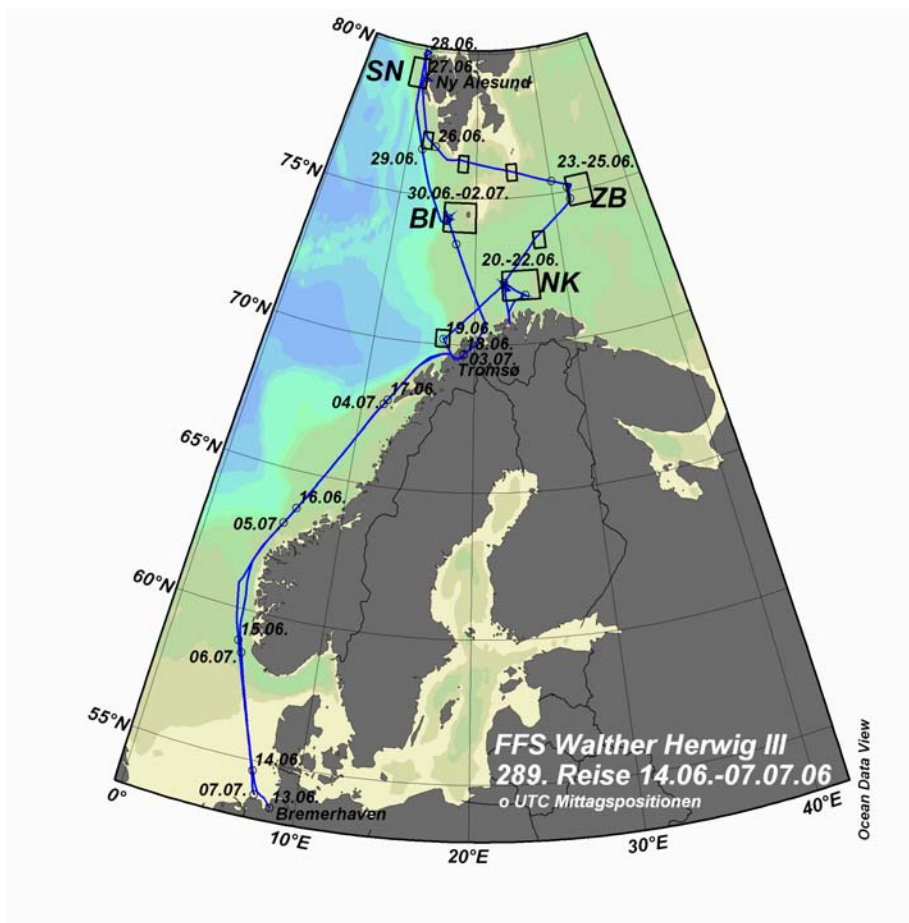 80°N
28.06.
SN
27.06.
Ny Alesund
26.06.
75°N
29.06.
23.-25.06.
30.06.-02.07.
ZB
BI
20.-22.06.
NK
70°N
19.06.
18.06.
03.07.
Tromsø
17.06.
04.07.
65°N
16.06.
05.07.
60°N
15.06.
06.07.
55°N
FFS Walther Herwig III
289. Reise 14.06.-07.07.06
o UTC Mittagspositionen
14.06.
07.07.
13.06.
Bremerhaven
0°
10°E
20°E
30°E
40°E
Ocean Data View